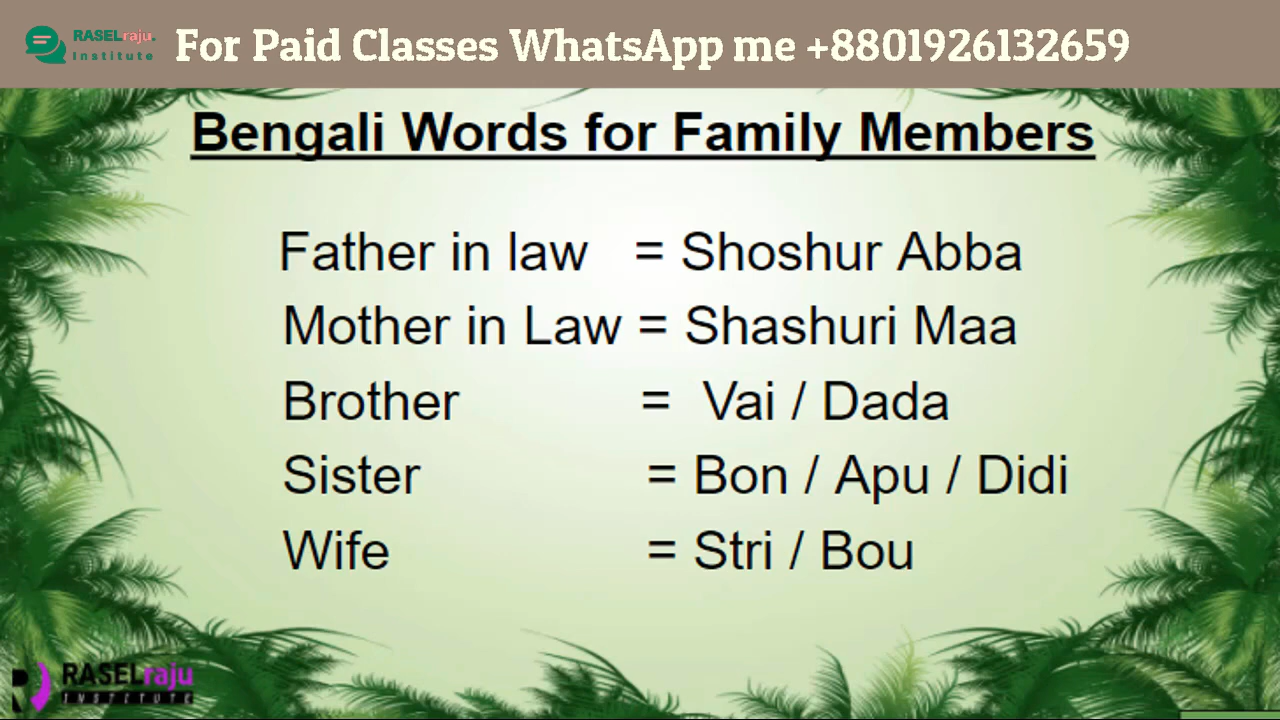 RASELraju.
Institute
For Paid Classes WhatsApp me +8801926132659
Bengali Words for Family Members
Father in law = Shoshur Abba
Mother in Law = Shashuri Maa
Brother = Vai / Dada
Sister = Bon / Apu / Didi
Wife = Stri / Bou
RASELraju
INSTITUTE